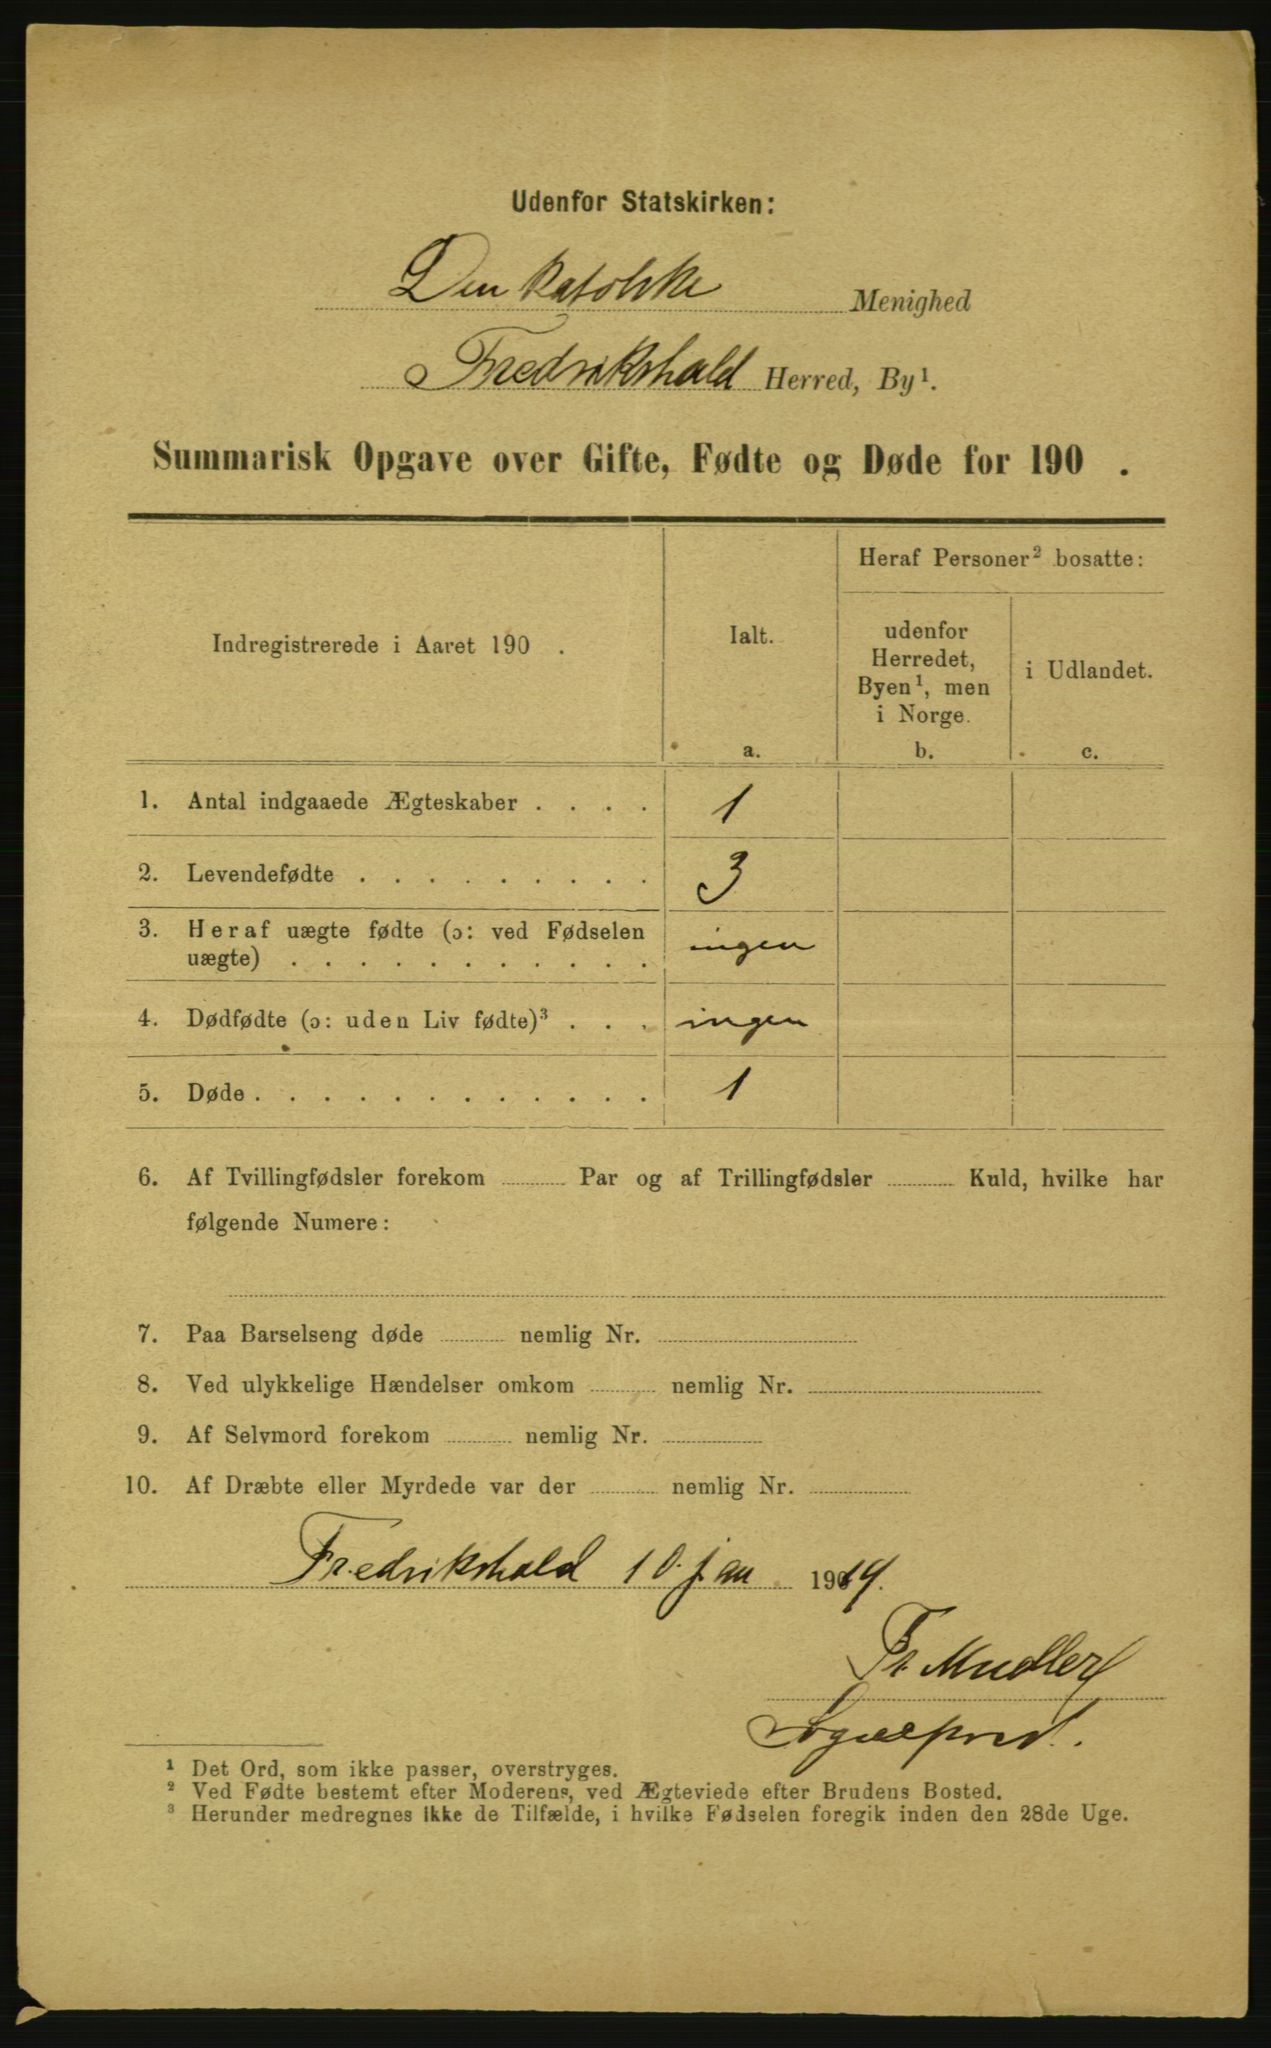 Udenfor Statskirken:
Den katolske Menighed
Fredrikshald Herred, By¹.
Summarisk Opgave over Gifte, Fødte og Døde for 190 .
Indregistrerede i Aaret 190 .
Ialt.
a.
Heraf Personer² bosatte:
udenfor
Herredet,
Byen¹, men
i Norge.
b.
i Udlandet.
c.
1. Antal indgaaede Ægteskaber . . . . 1
2. Levendefødte . . . . . . . . . 3
3. Heraf uægte fødte (ɔ: ved Fødselen
uægte) . . . . . . . . . . . ingen
4. Dødfødte (ɔ: uden Liv fødte)³ . . . ingen
5. Døde . . . . . . . . . . . . 1
6. Af Tvillingfødsler forekom Par og af Trillingfødsler Kuld, hvilke har
følgende Numere:
7. Paa Barselseng døde nemlig Nr.
8. Ved ulykkelige Hændelser omkom nemlig Nr.
9. Af Selvmord forekom nemlig Nr.
10. Af Dræbte eller Myrdede var der nemlig Nr.
Fredrikshald 10. jan 1914.
Fr. Mudler
Sognepræst.
¹ Det Ord, som ikke passer, overstryges.
² Ved Fødte bestemt efter Moderens, ved Ægteviede efter Brudens Bosted.
³ Herunder medregnes ikke de Tilfælde, i hvilke Fødselen foregik inden den 28de Uge.